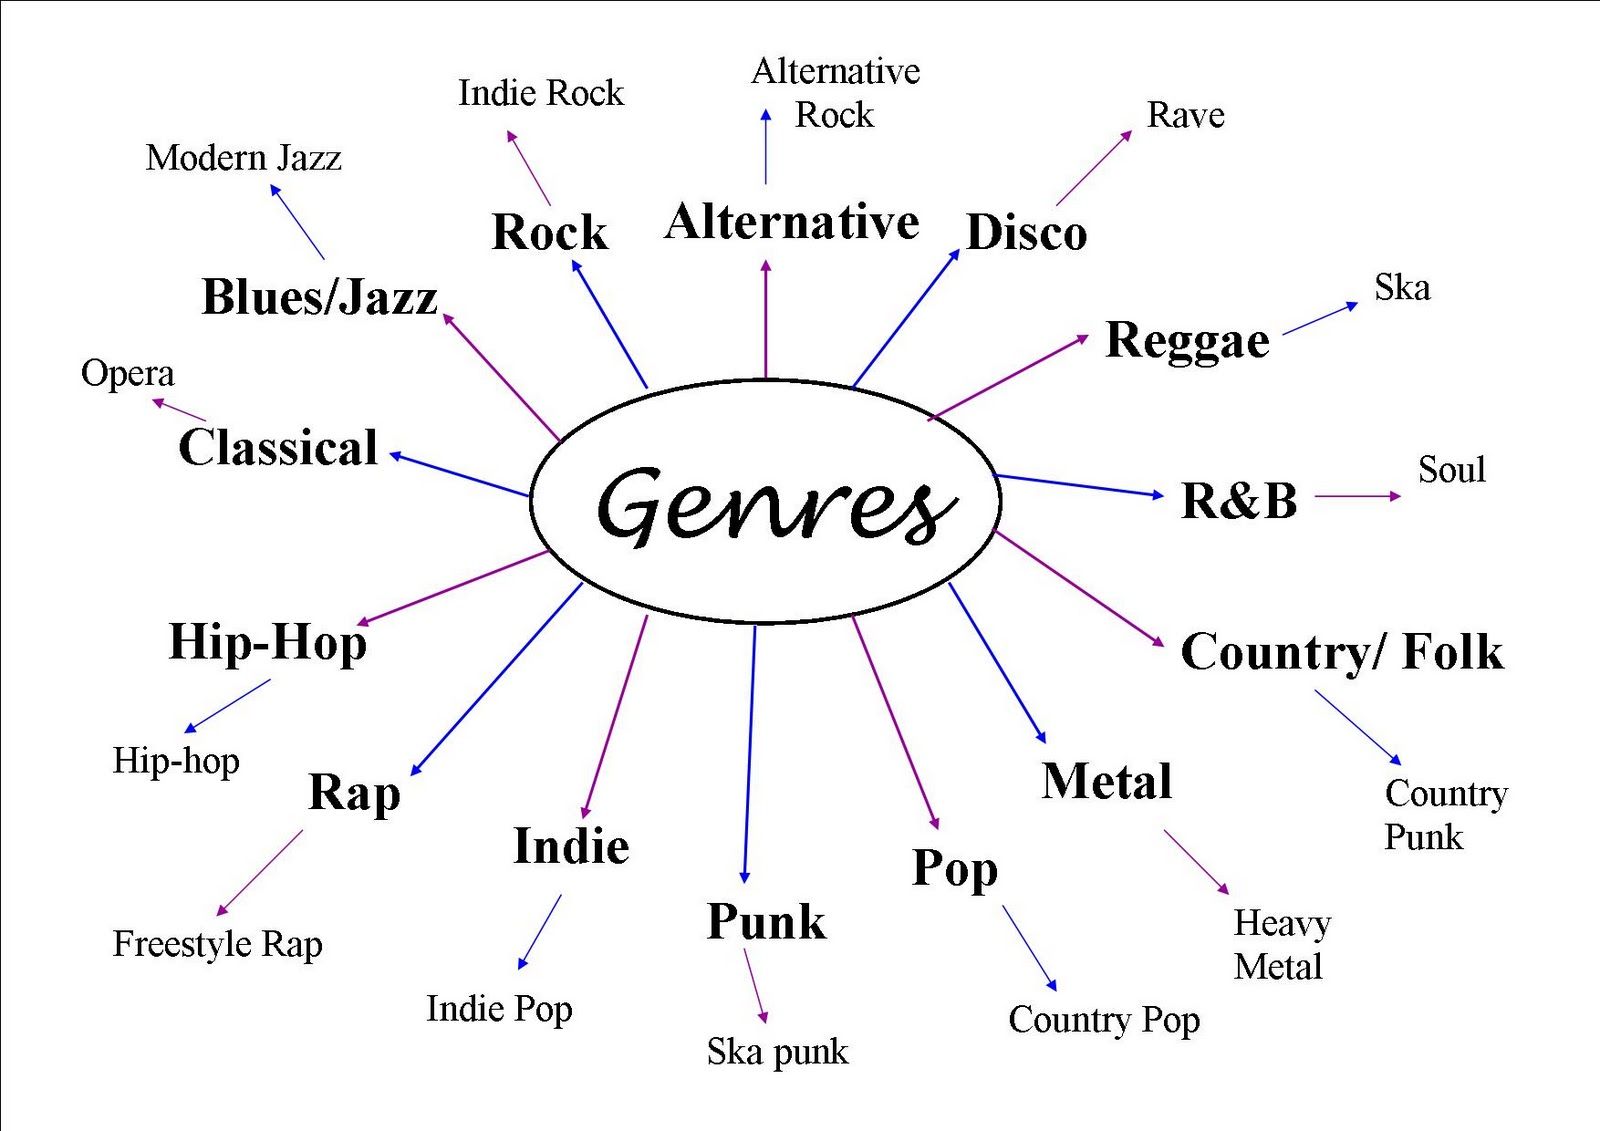 Alternative
Rock
Indie Rock
Rave
Modern Jazz
Rock
Alternative
Disco
Blues/Jazz
Ska
Reggae
Opera
Classical
Genres
R&B
Soul
Hip-Hop
Country/ Folk
Hip-hop
Rap
Metal
Country
Punk
Indie
Pop
Punk
Heavy
Metal
Freestyle Rap
Indie Pop
Country Pop
Ska punk